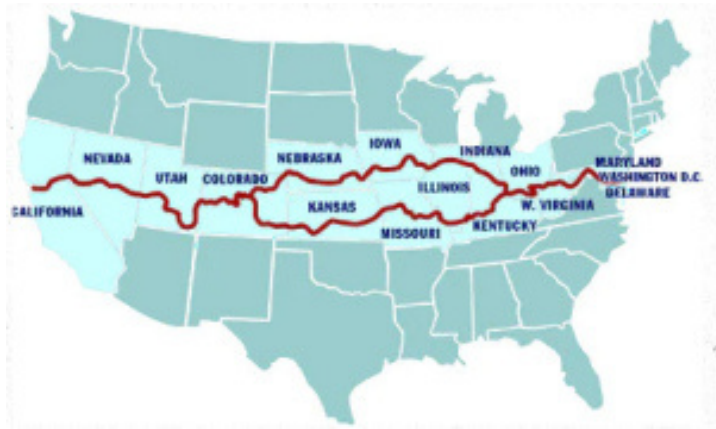 NEVADA
UTAH
COLORADO
NEBRASKA
IOWA
INDIANA
OHIO
MARYLAND
WASHINGTON D.C.
DELAWARE
CALIFORNIA
KANSAS
ILLINOIS
W. VIRGINIA
MISSOURI
KENTUCKY